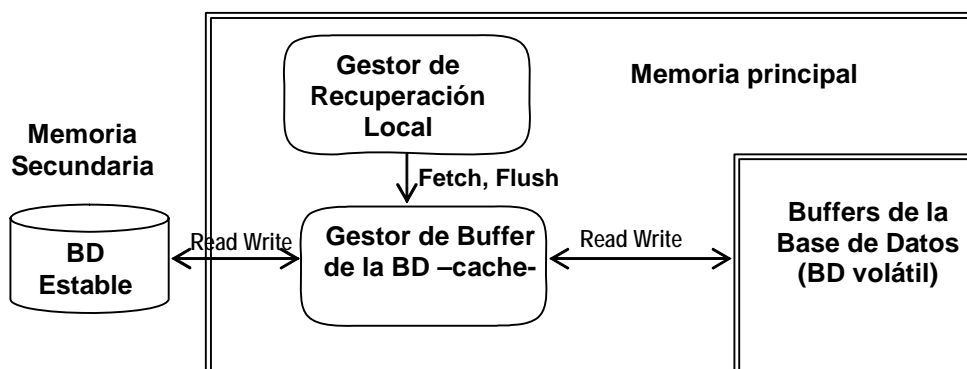 Gestor de
Recuperación
Local
Memoria principal
Memoria
Secundaria
Fetch, Flush
BD
Estable
Read Write
Gestor de Buffer
de la BD –cache-
Read Write
Buffers de la
Base de Datos
(BD volátil)